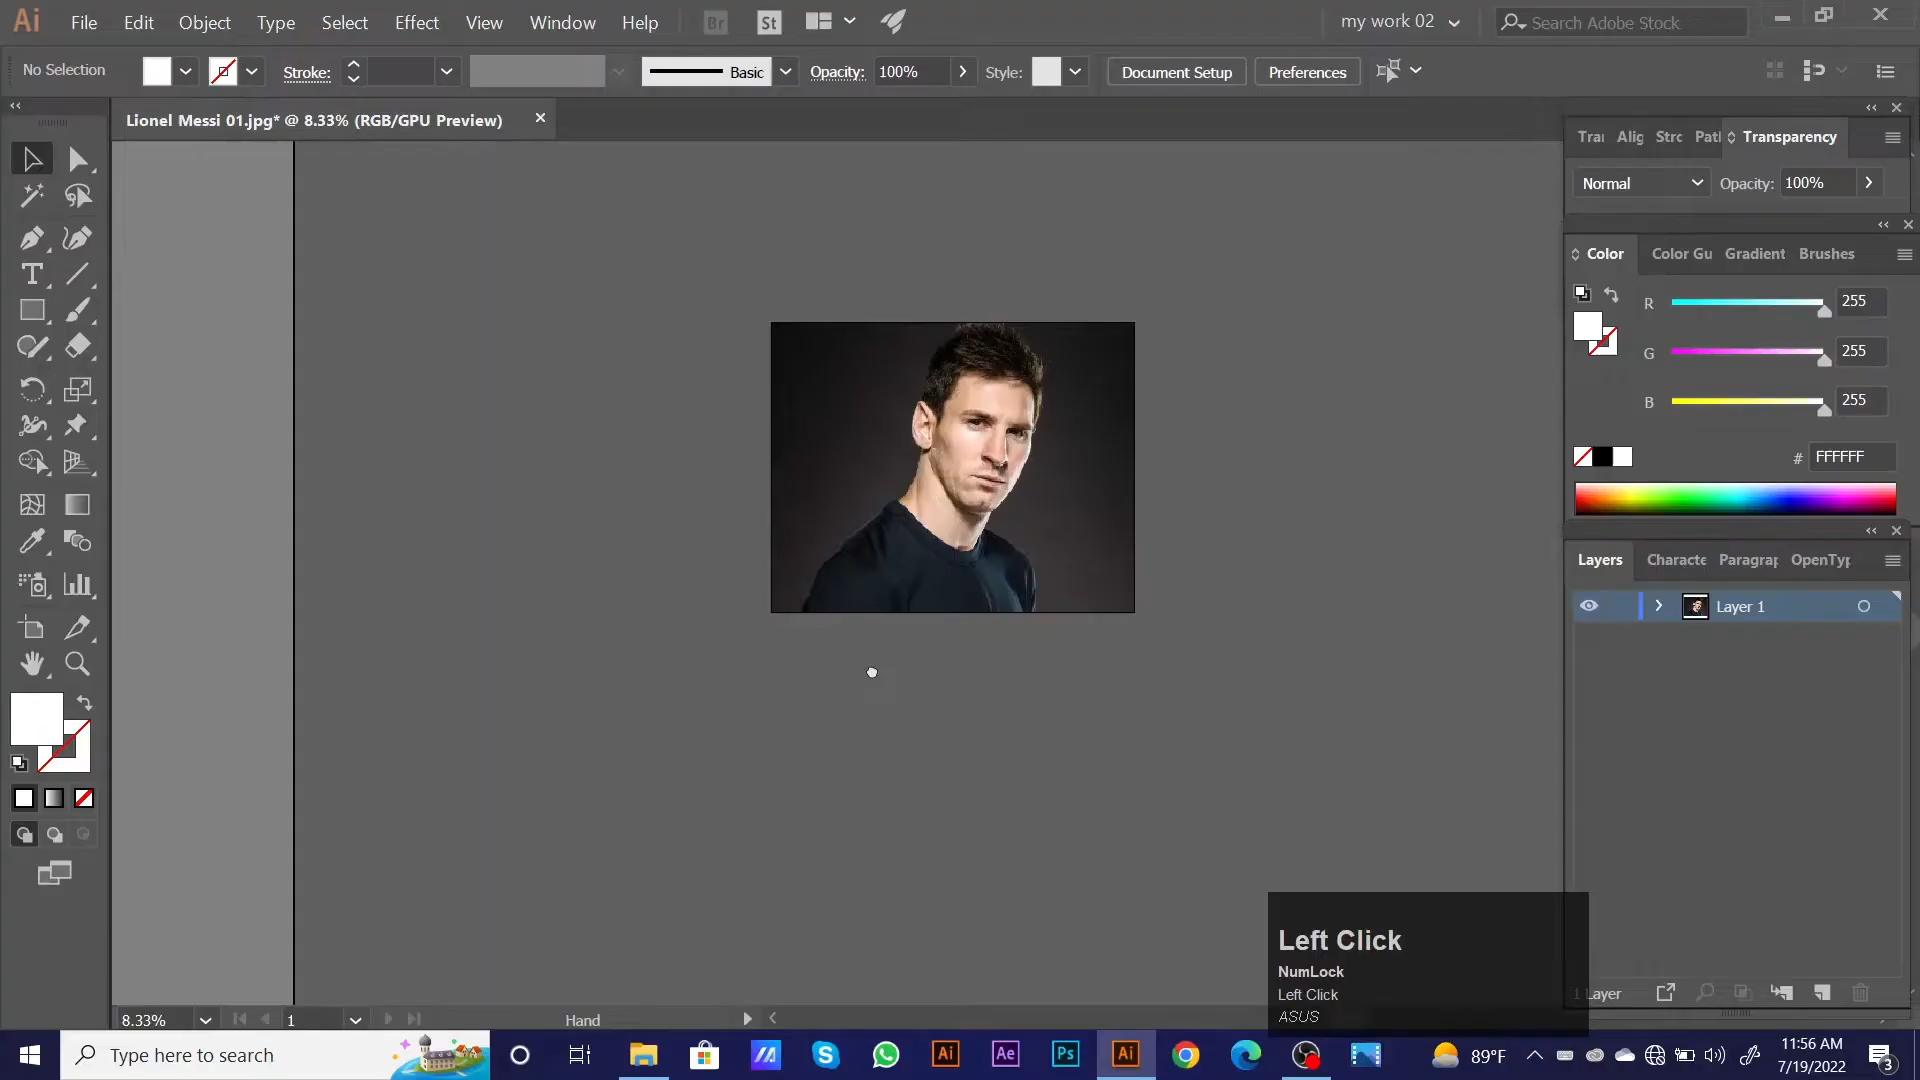 Ai File Edit Object Type Select Effect View Window Help Br St my work 02 Search Adobe Stock
No Selection Stroke: Basic Opacity: 100% Style: Document Setup Preferences
Lionel Messi 01.jpg* @ 8.33% (RGB/GPU Preview)
Trai Alig Strc Patl Transparency
Normal Opacity: 100%
Color Color Gu Gradient Brushes
R 255
G 255
B 255
# FFFFFF
Layers Characte Paragrap OpenTyp
Layer 1
Left Click
NumLock
Left Click
ASUS
1 Layer
8.33% 1 Hand
Type here to search Ai Ae Ps Ai 89°F 11:56 AM
7/19/2022 3